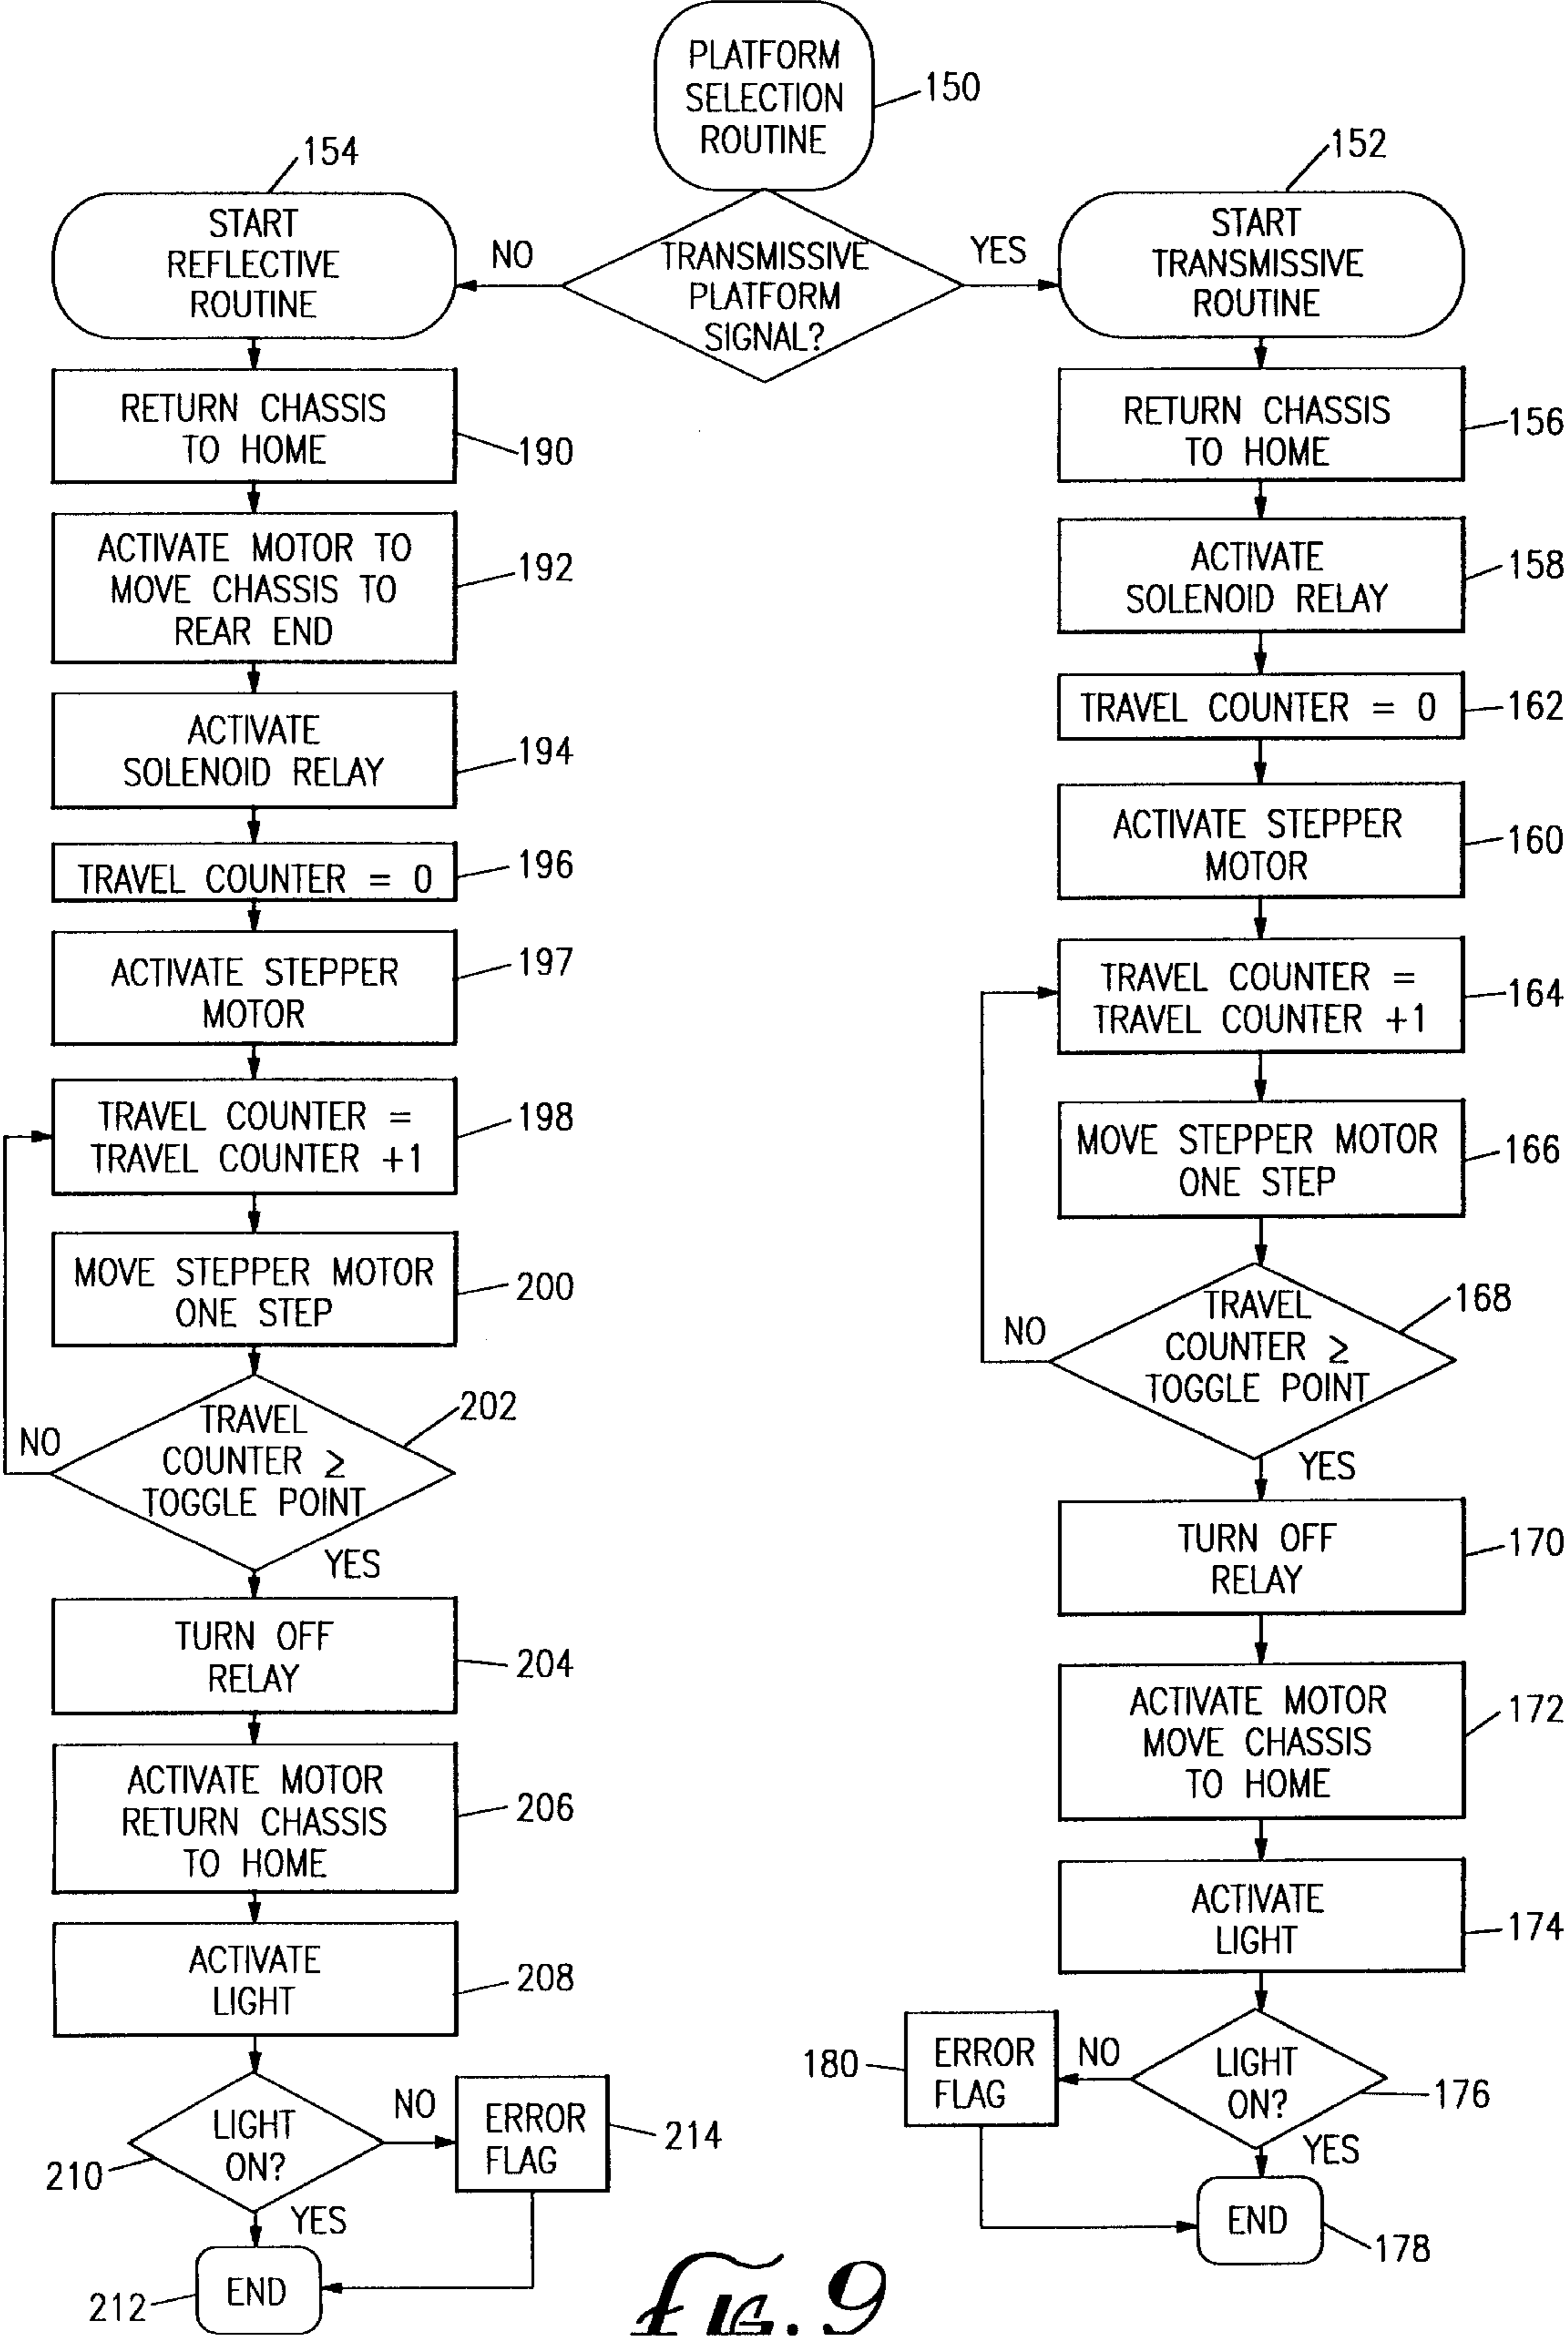 PLATFORM
SELECTION
ROUTINE
150
TRANSMISSIVE
PLATFORM
SIGNAL?
NO
YES
154
START
REFLECTIVE
ROUTINE
RETURN CHASSIS
TO HOME
190
ACTIVATE MOTOR TO
MOVE CHASSIS TO
REAR END
192
ACTIVATE
SOLENOID RELAY
194
TRAVEL COUNTER = 0
196
ACTIVATE STEPPER
MOTOR
197
TRAVEL COUNTER =
TRAVEL COUNTER +1
198
MOVE STEPPER MOTOR
ONE STEP
200
TRAVEL
COUNTER ≥
TOGGLE POINT
202
NO
YES
TURN OFF
RELAY
204
ACTIVATE MOTOR
RETURN CHASSIS
TO HOME
206
ACTIVATE
LIGHT
208
LIGHT
ON?
210
NO
ERROR
FLAG
214
YES
END
212
152
START
TRANSMISSIVE
ROUTINE
RETURN CHASSIS
TO HOME
156
ACTIVATE
SOLENOID RELAY
158
TRAVEL COUNTER = 0
162
ACTIVATE STEPPER
MOTOR
160
TRAVEL COUNTER =
TRAVEL COUNTER +1
164
MOVE STEPPER MOTOR
ONE STEP
166
TRAVEL
COUNTER ≥
TOGGLE POINT
168
NO
YES
TURN OFF
RELAY
170
ACTIVATE MOTOR
MOVE CHASSIS
TO HOME
172
ACTIVATE
LIGHT
174
LIGHT
ON?
176
NO
ERROR
FLAG
180
YES
END
178
FIG. 9